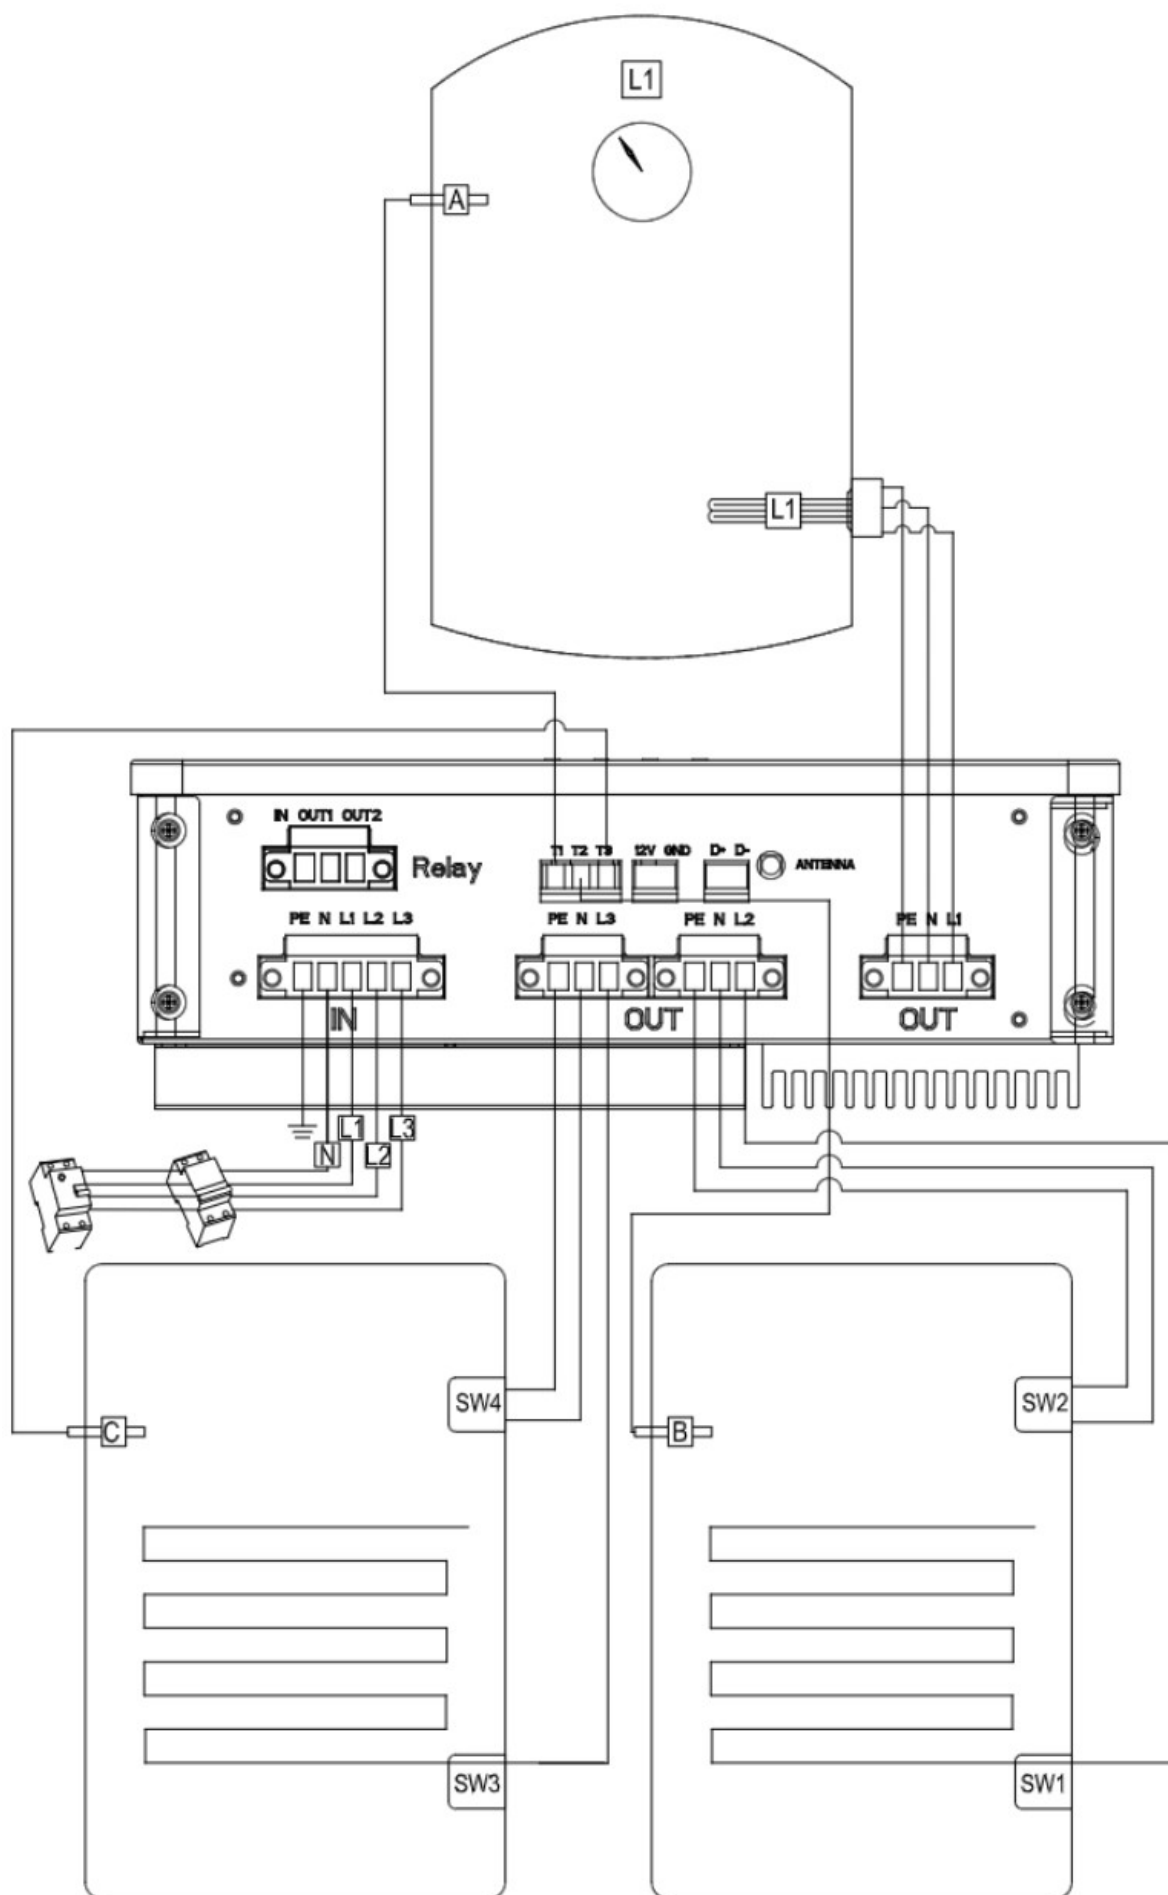 L1
A
L1
IN OUT1 OUT2
Relay
T1 T2 T3
12V GND
D+ D-
ANTENNA
PE N L1 L2 L3
PE N L3
PE N L2
PE N L1
IN
OUT
OUT
L1
L3
N
L2
SW4
SW2
C
B
SW3
SW1